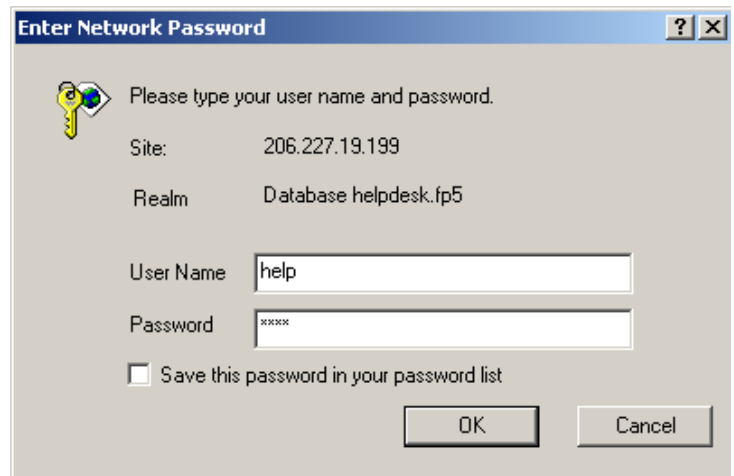 Enter Network Password
Please type your user name and password.
Site: 206.227.19.199
Realm Database helpdesk.fp5
User Name help
Password ****
Save this password in your password list
OK Cancel